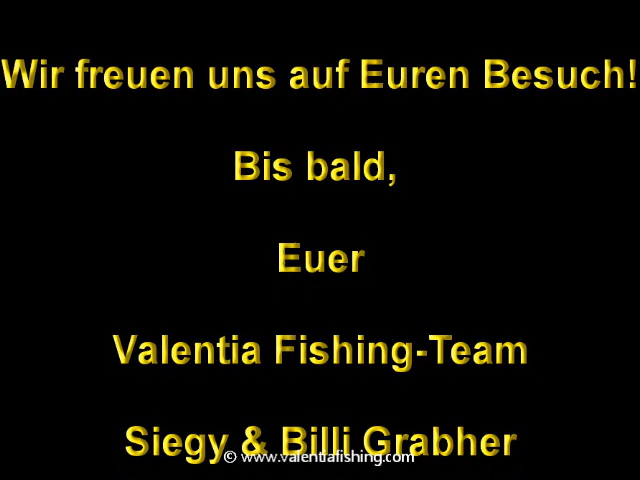 Wir freuen uns auf Euren Besuch!
Bis bald,
Euer
Valentia Fishing-Team
Siegy & Billi Grabher
© www.valentiafishing.com